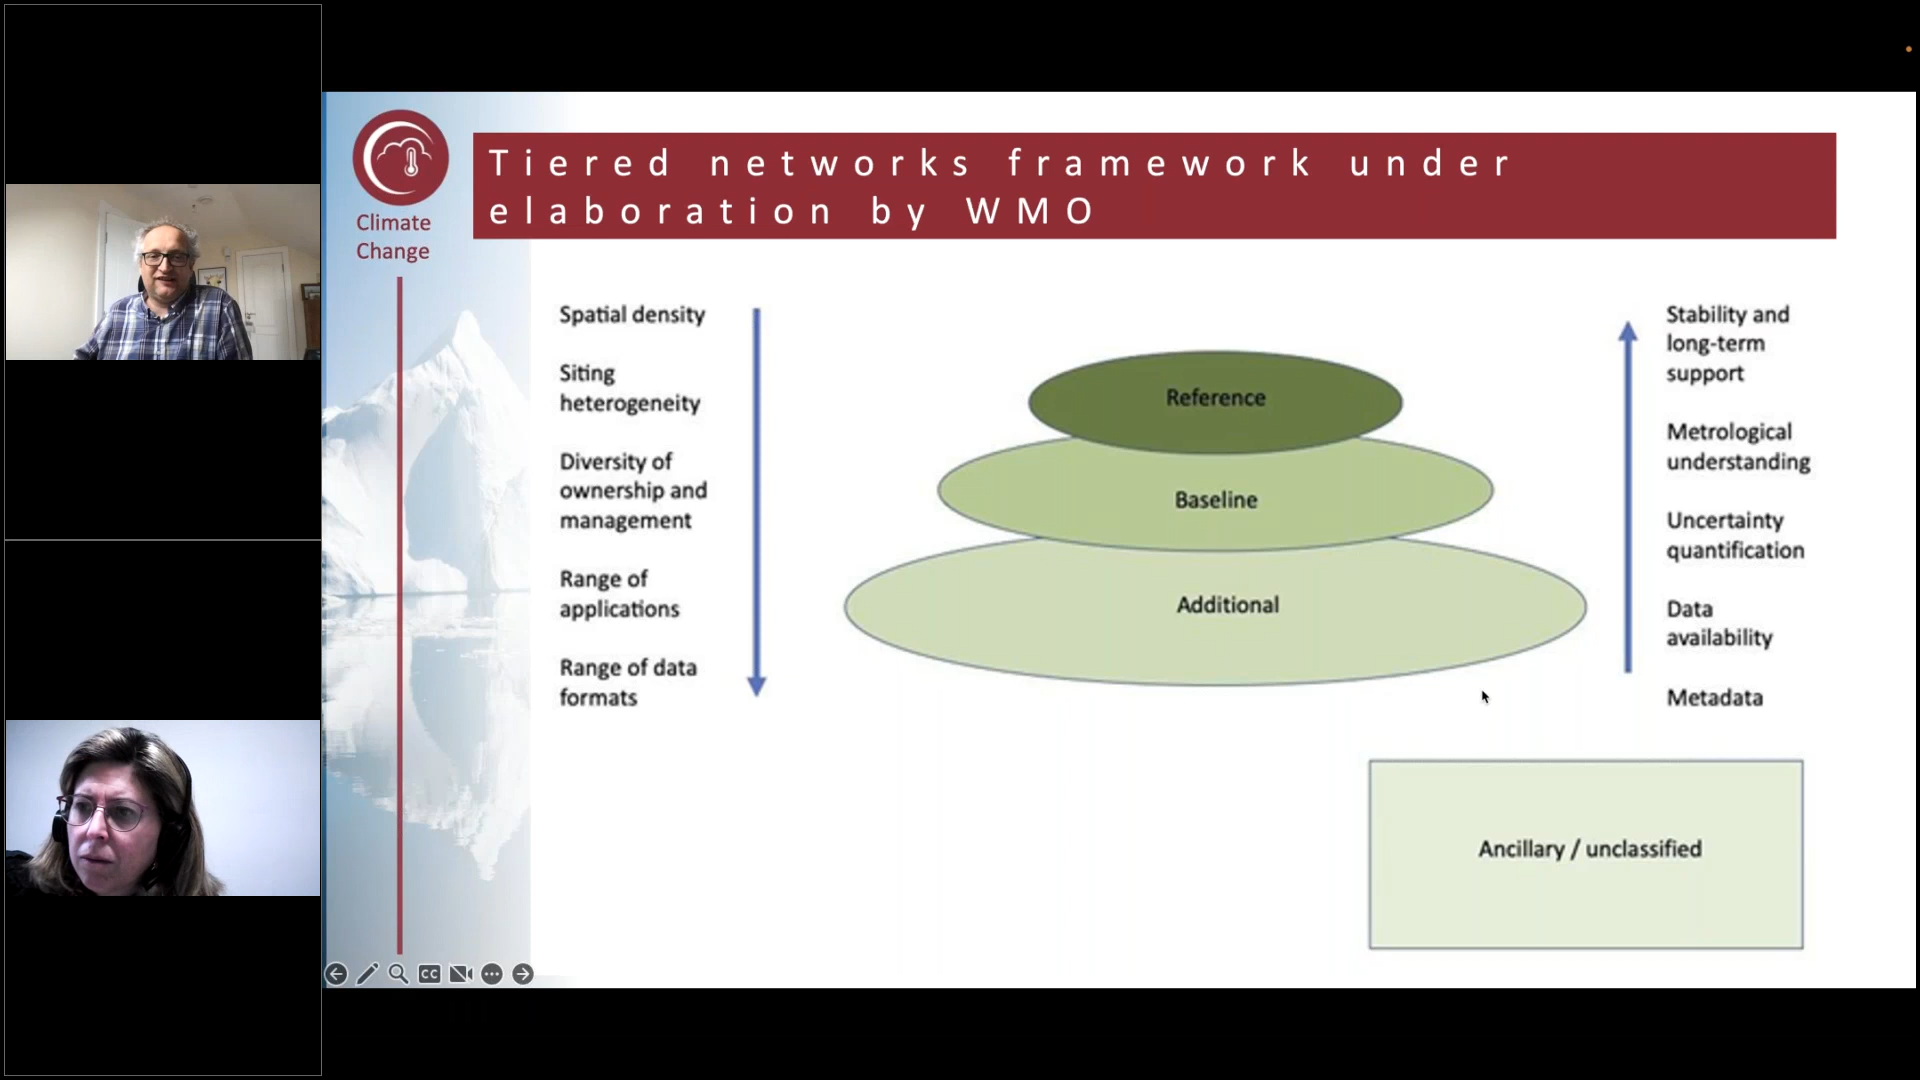 Climate
Change
Tiered networks framework under
elaboration by WMO
Spatial density
Siting
heterogeneity
Diversity of
ownership and
management
Range of
applications
Range of data
formats
Reference
Baseline
Additional
Stability and
long-term
support
Metrological
understanding
Uncertainty
quantification
Data
availability
Metadata
Ancillary / unclassified
CC